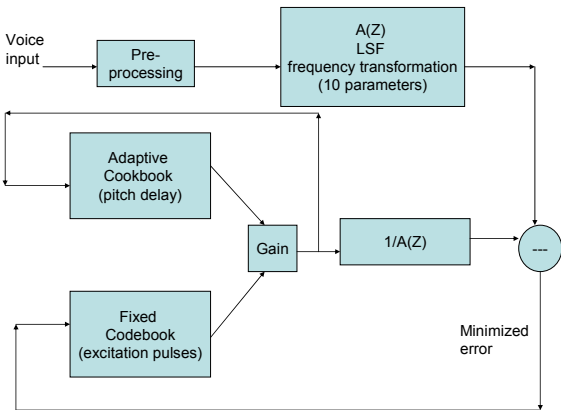 Voice
input
Pre-
processing
A(Z)
LSF
frequency transformation
(10 parameters)
Adaptive
Cookbook
(pitch delay)
Gain
1/A(Z)
---
Fixed
Codebook
(excitation pulses)
Minimized
error